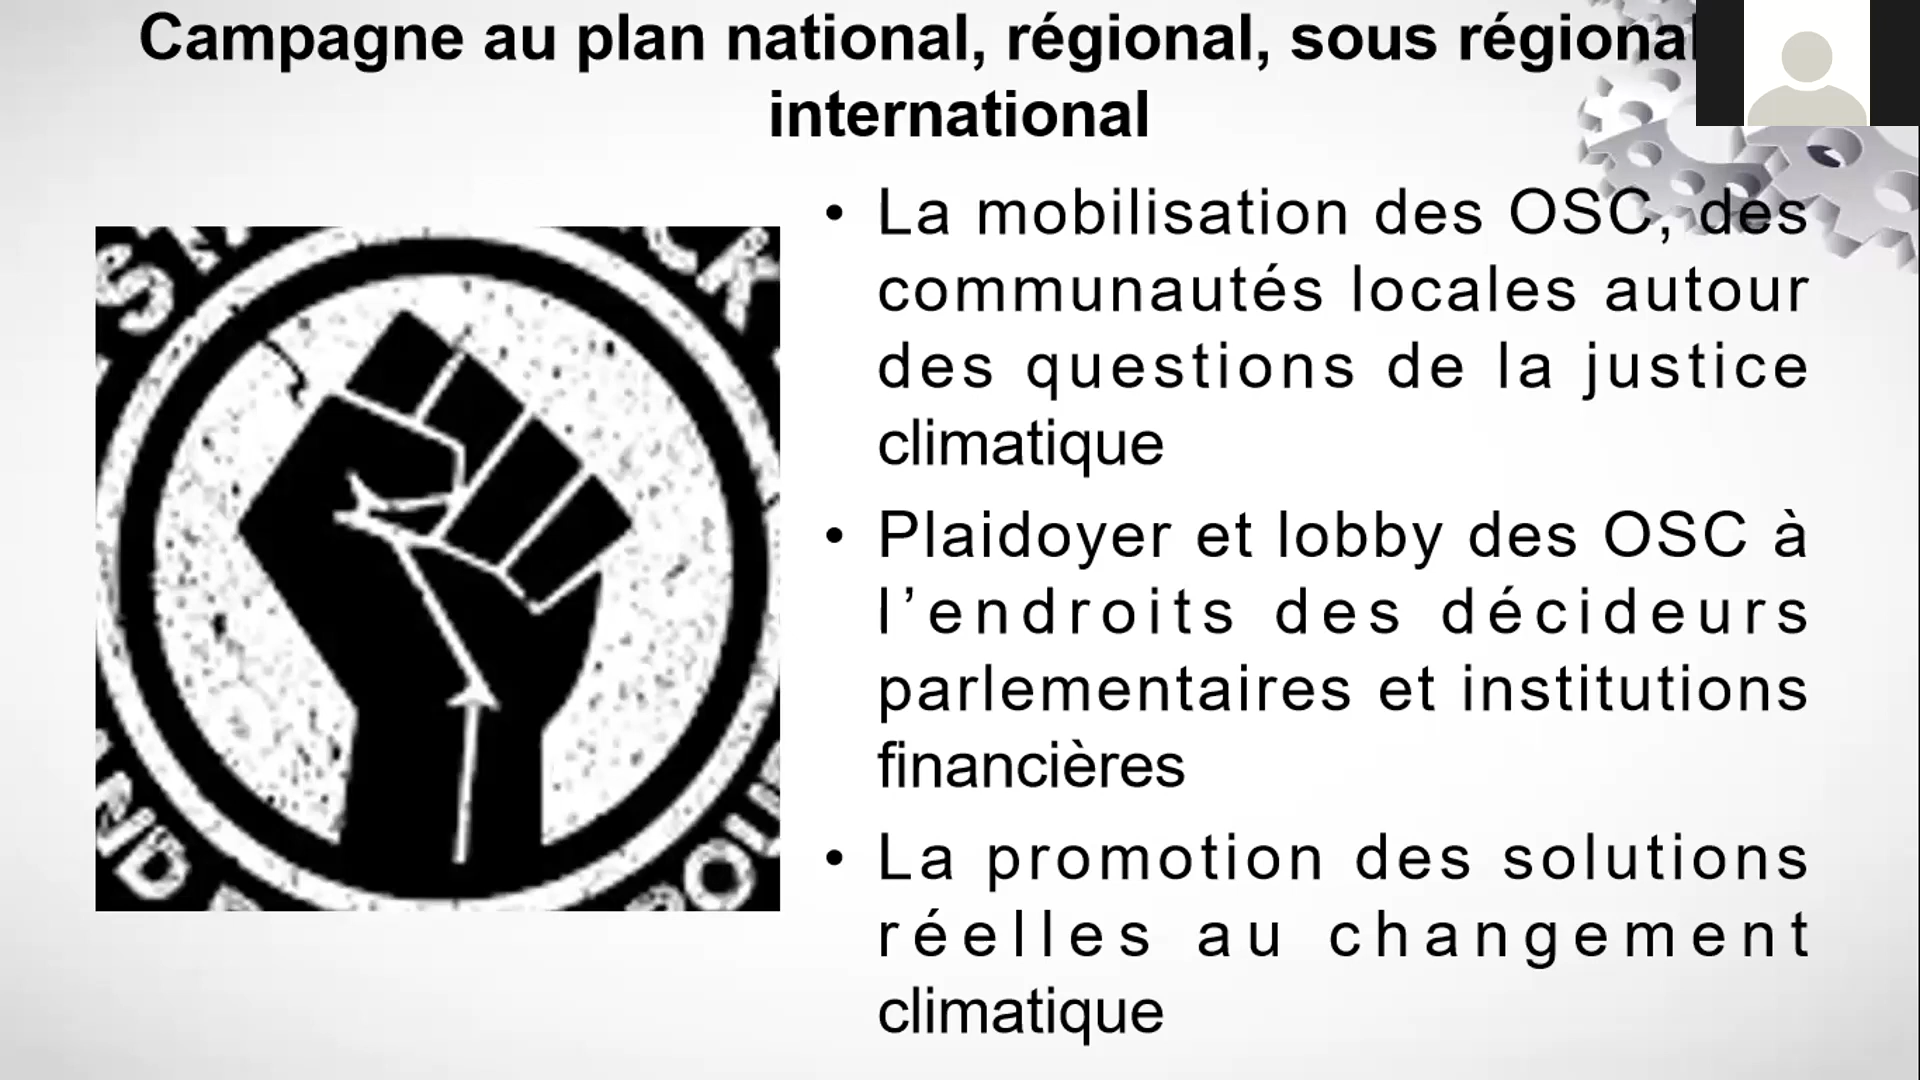 Campagne au plan national, régional, sous régional
international
• La mobilisation des OSC, des
communautés locales autour
des questions de la justice
climatique
• Plaidoyer et lobby des OSC à
l’endroits des décideurs
parlementaires et institutions
financières
• La promotion des solutions
réelles au changement
climatique